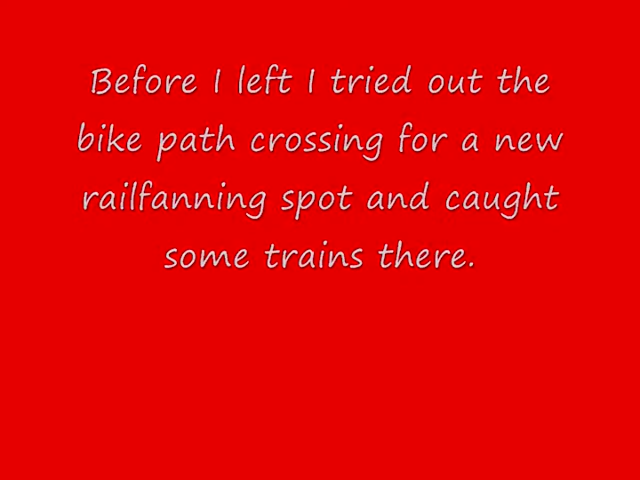 Before I left I tried out the
bike path crossing for a new
railfanning spot and caught
some trains there.